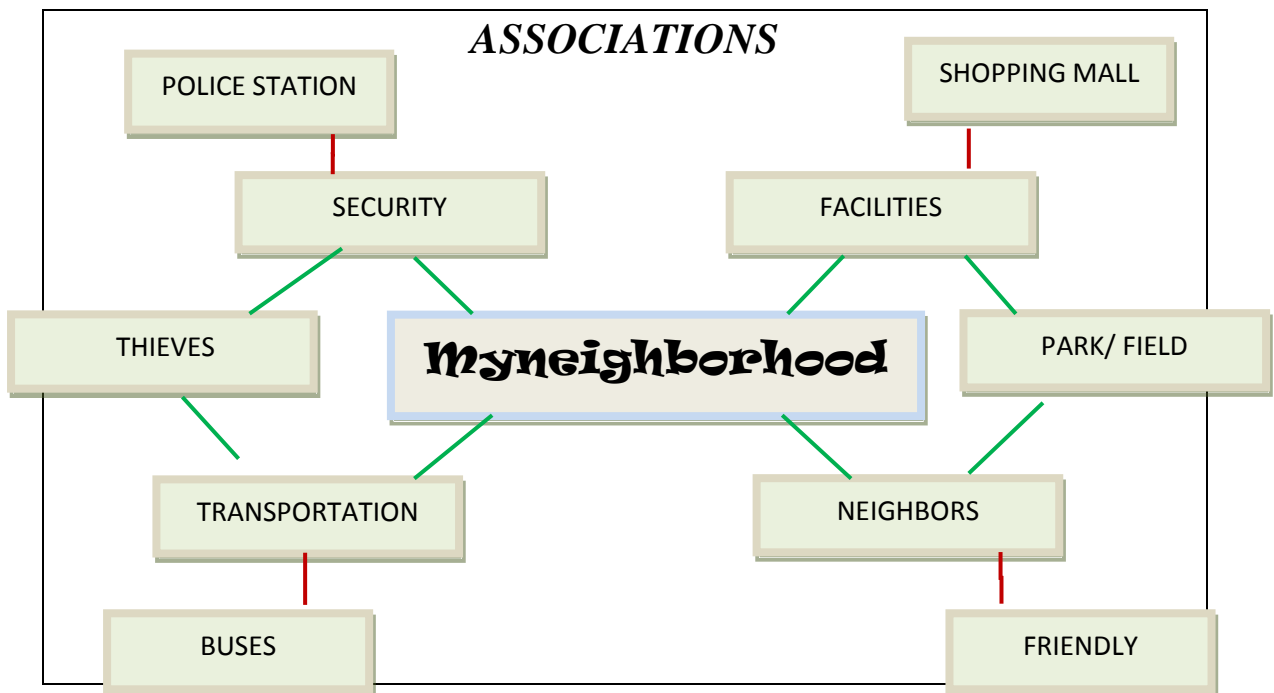 ASSOCIATIONS
POLICE STATION
SHOPPING MALL
SECURITY
FACILITIES
THIEVES
Myneighborhood
PARK/ FIELD
TRANSPORTATION
NEIGHBORS
BUSES
FRIENDLY